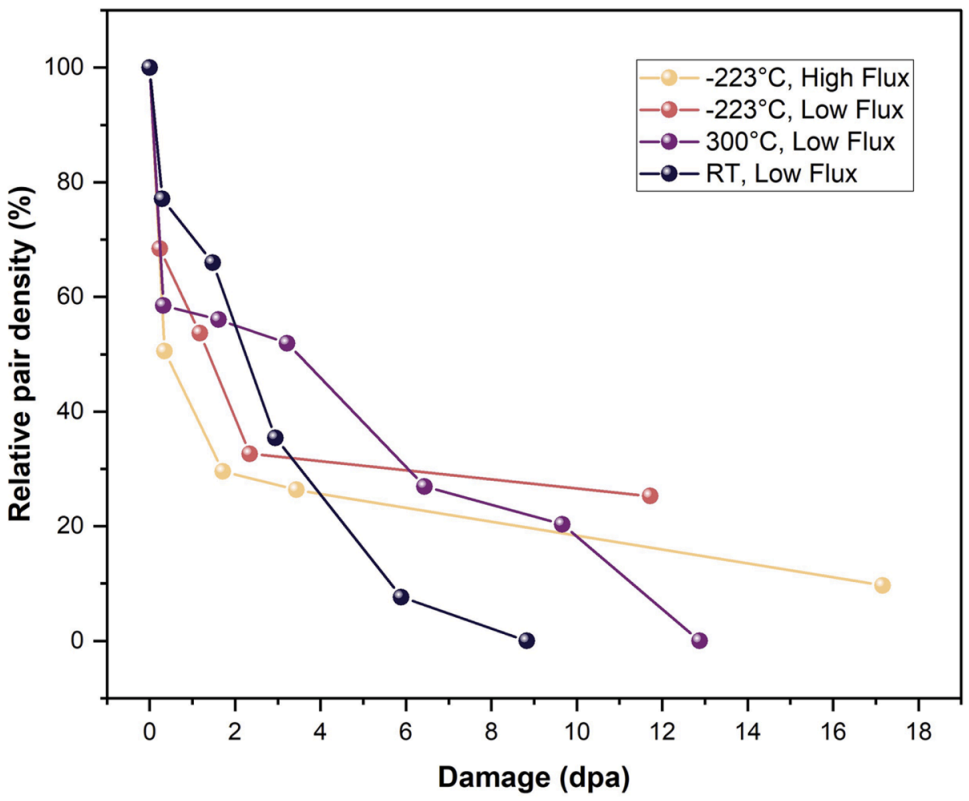 -223°C, High Flux
-223°C, Low Flux
300°C, Low Flux
RT, Low Flux
Relative pair density (%)
100
80
60
40
20
0
0 2 4 6 8 10 12 14 16 18
Damage (dpa)